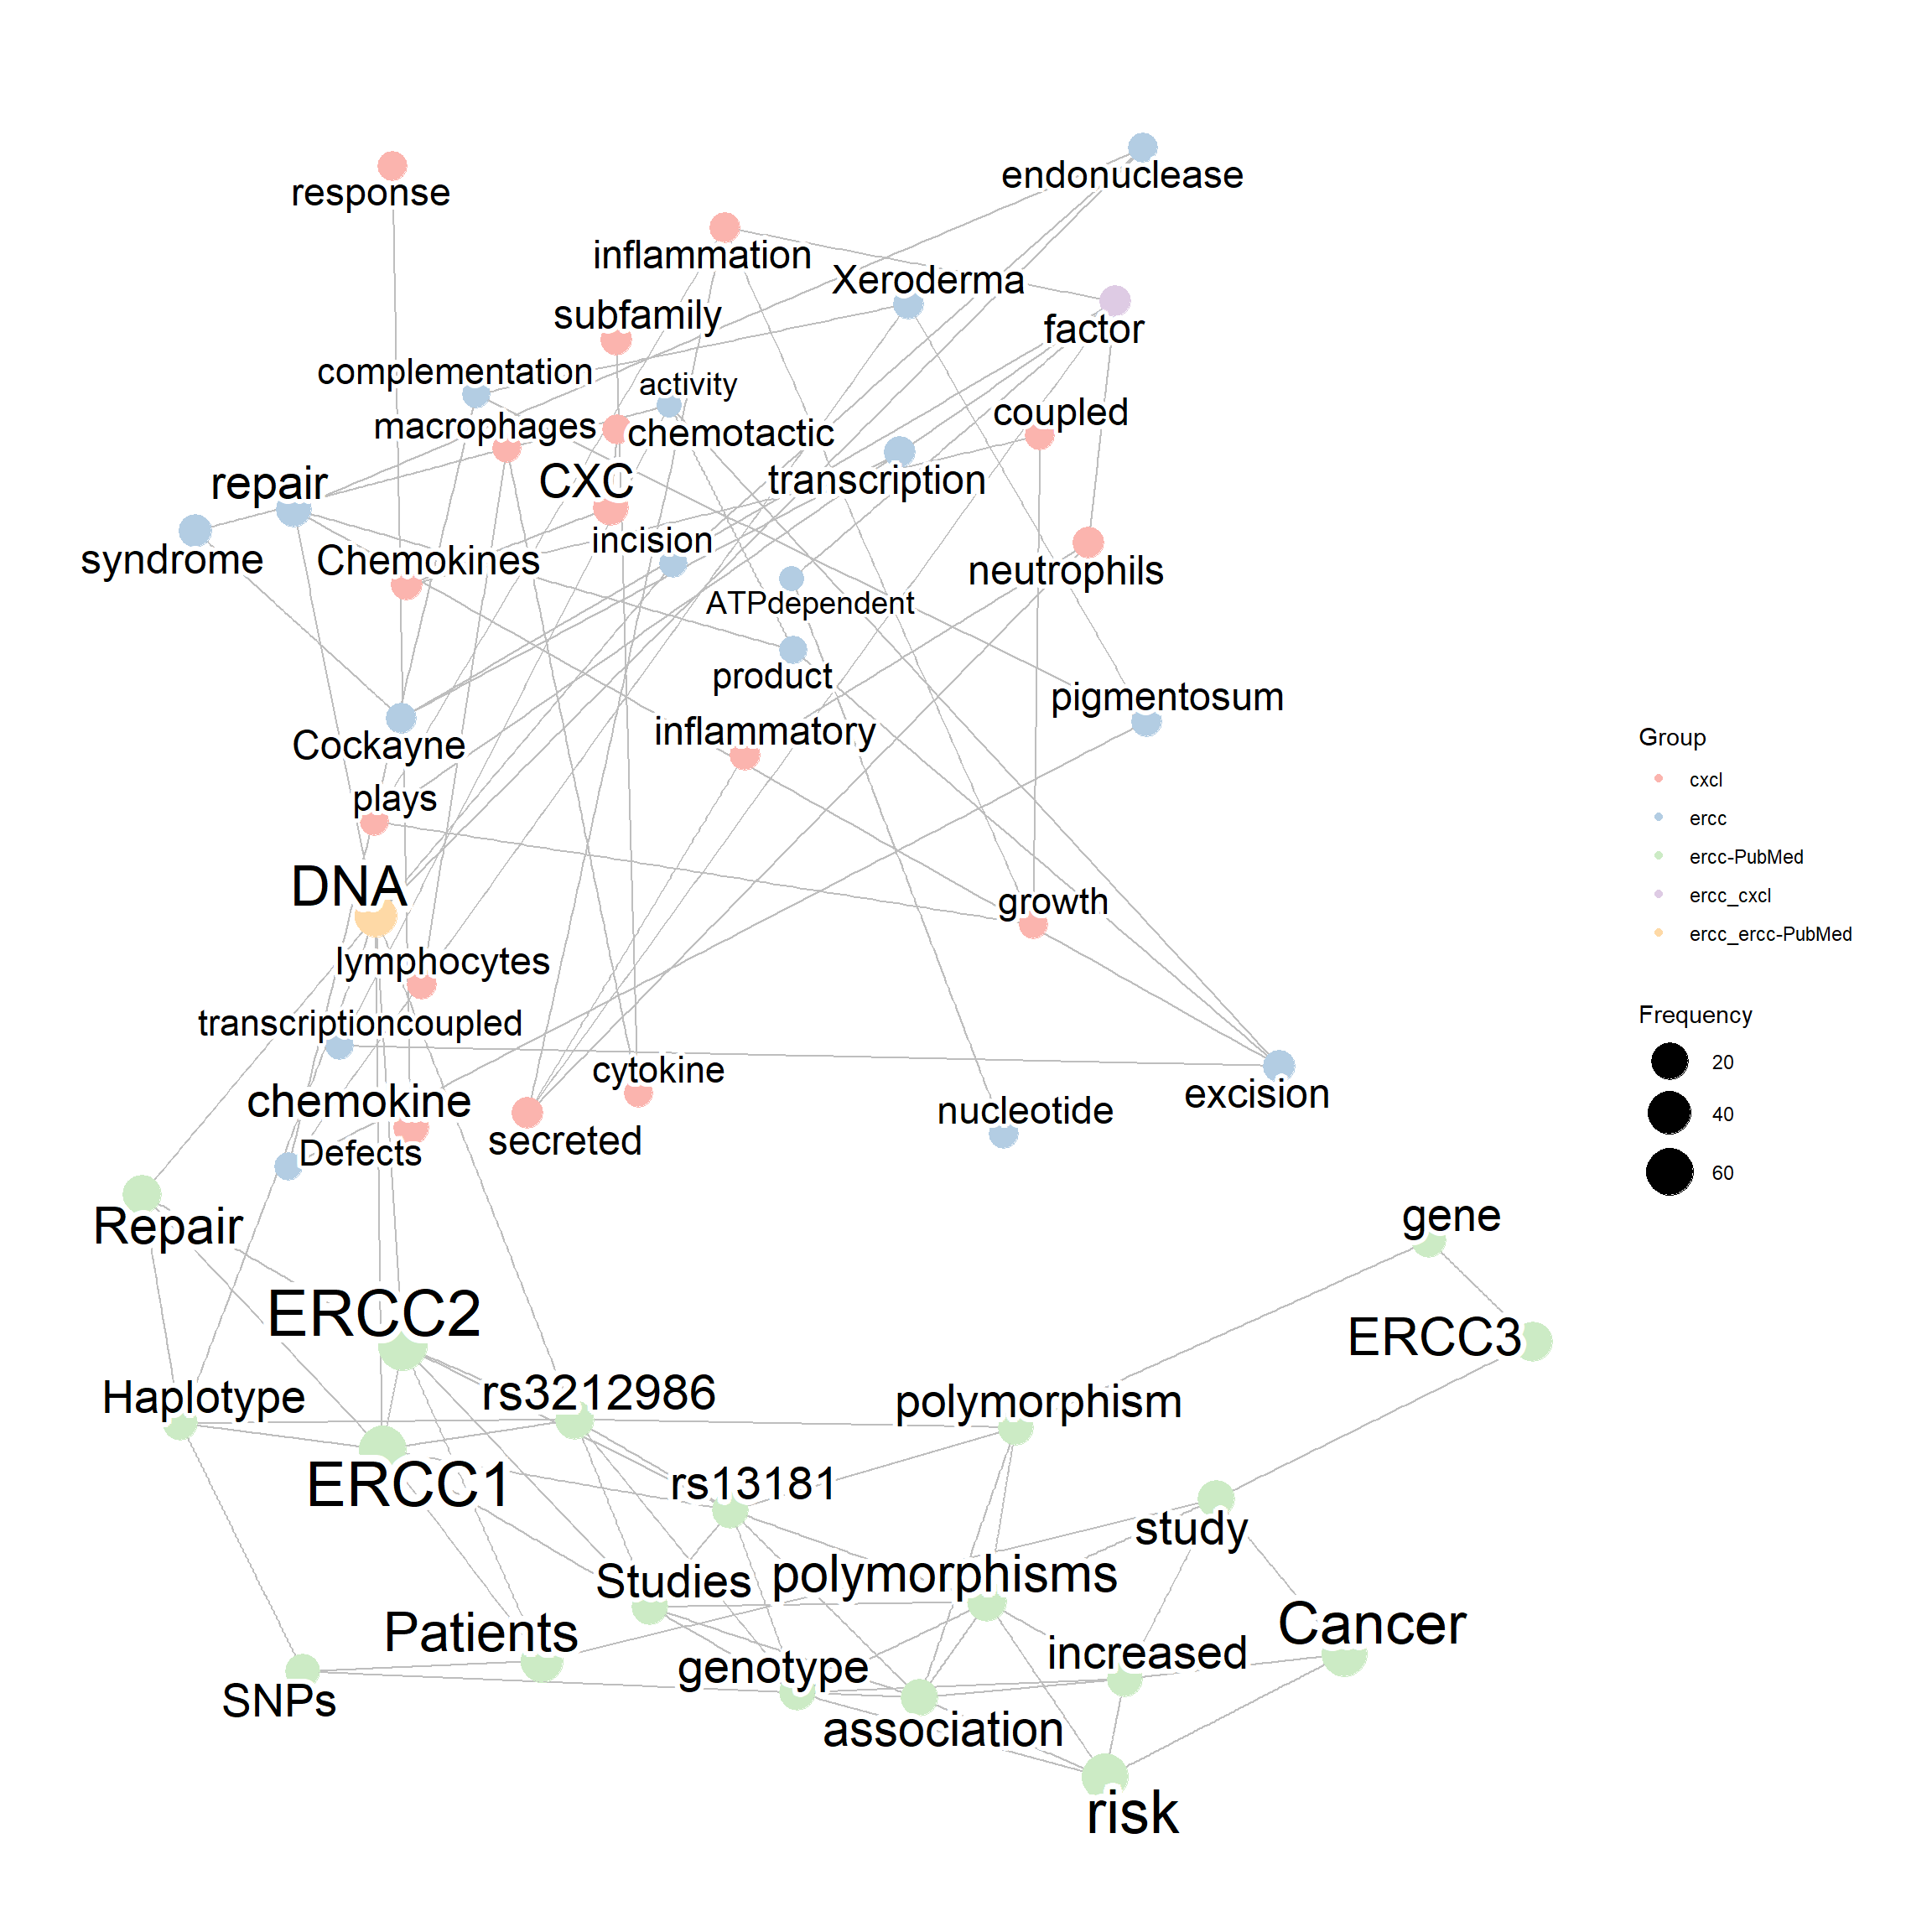 endonuclease
response
inflammation
Xeroderma
subfamily
factor
complementation
activity
coupled
macrophages
chemotactic
repair
CXC
transcription
incision
syndrome
Chemokines
neutrophils
ATPdependent
product
pigmentosum
inflammatory
Cockayne
Group
cxcl
plays
ercc
ercc-PubMed
DNA
ercc_cxcl
growth
ercc_ercc-PubMed
lymphocytes
Frequency
transcriptioncoupled
20
cytokine
excision
chemokine
nucleotide
40
secreted
Defects
60
Repair
gene
ERCC2
ERCC3
Haplotype
rs3212986
polymorphism
ERCC1
rs13181
study
Studies
polymorphisms
Patients
Cancer
genotype
increased
SNPs
association
risk